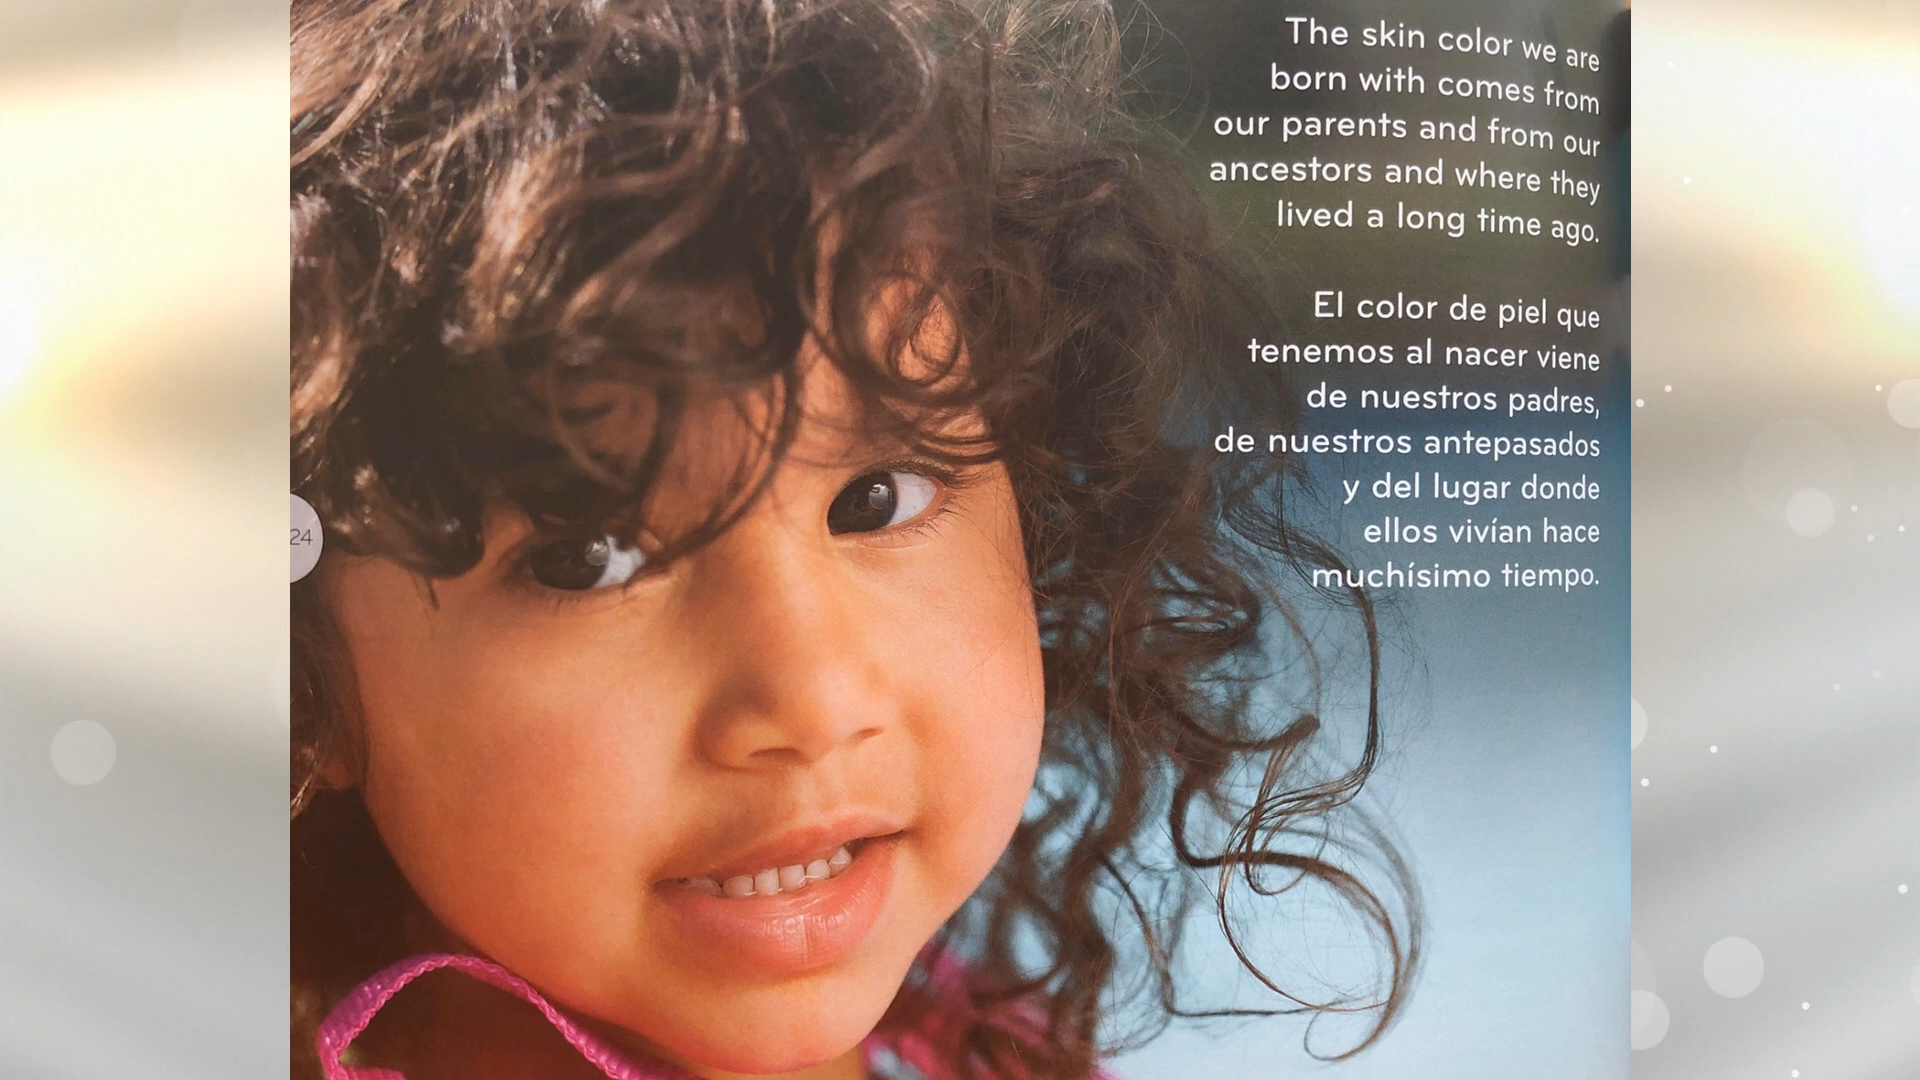 The skin color we are
born with comes from
our parents and from our
ancestors and where they
lived a long time ago.
El color de piel que
tenemos al nacer viene
de nuestros padres,
de nuestros antepasados
y del lugar donde
ellos vivían hace
muchísimo tiempo.
24